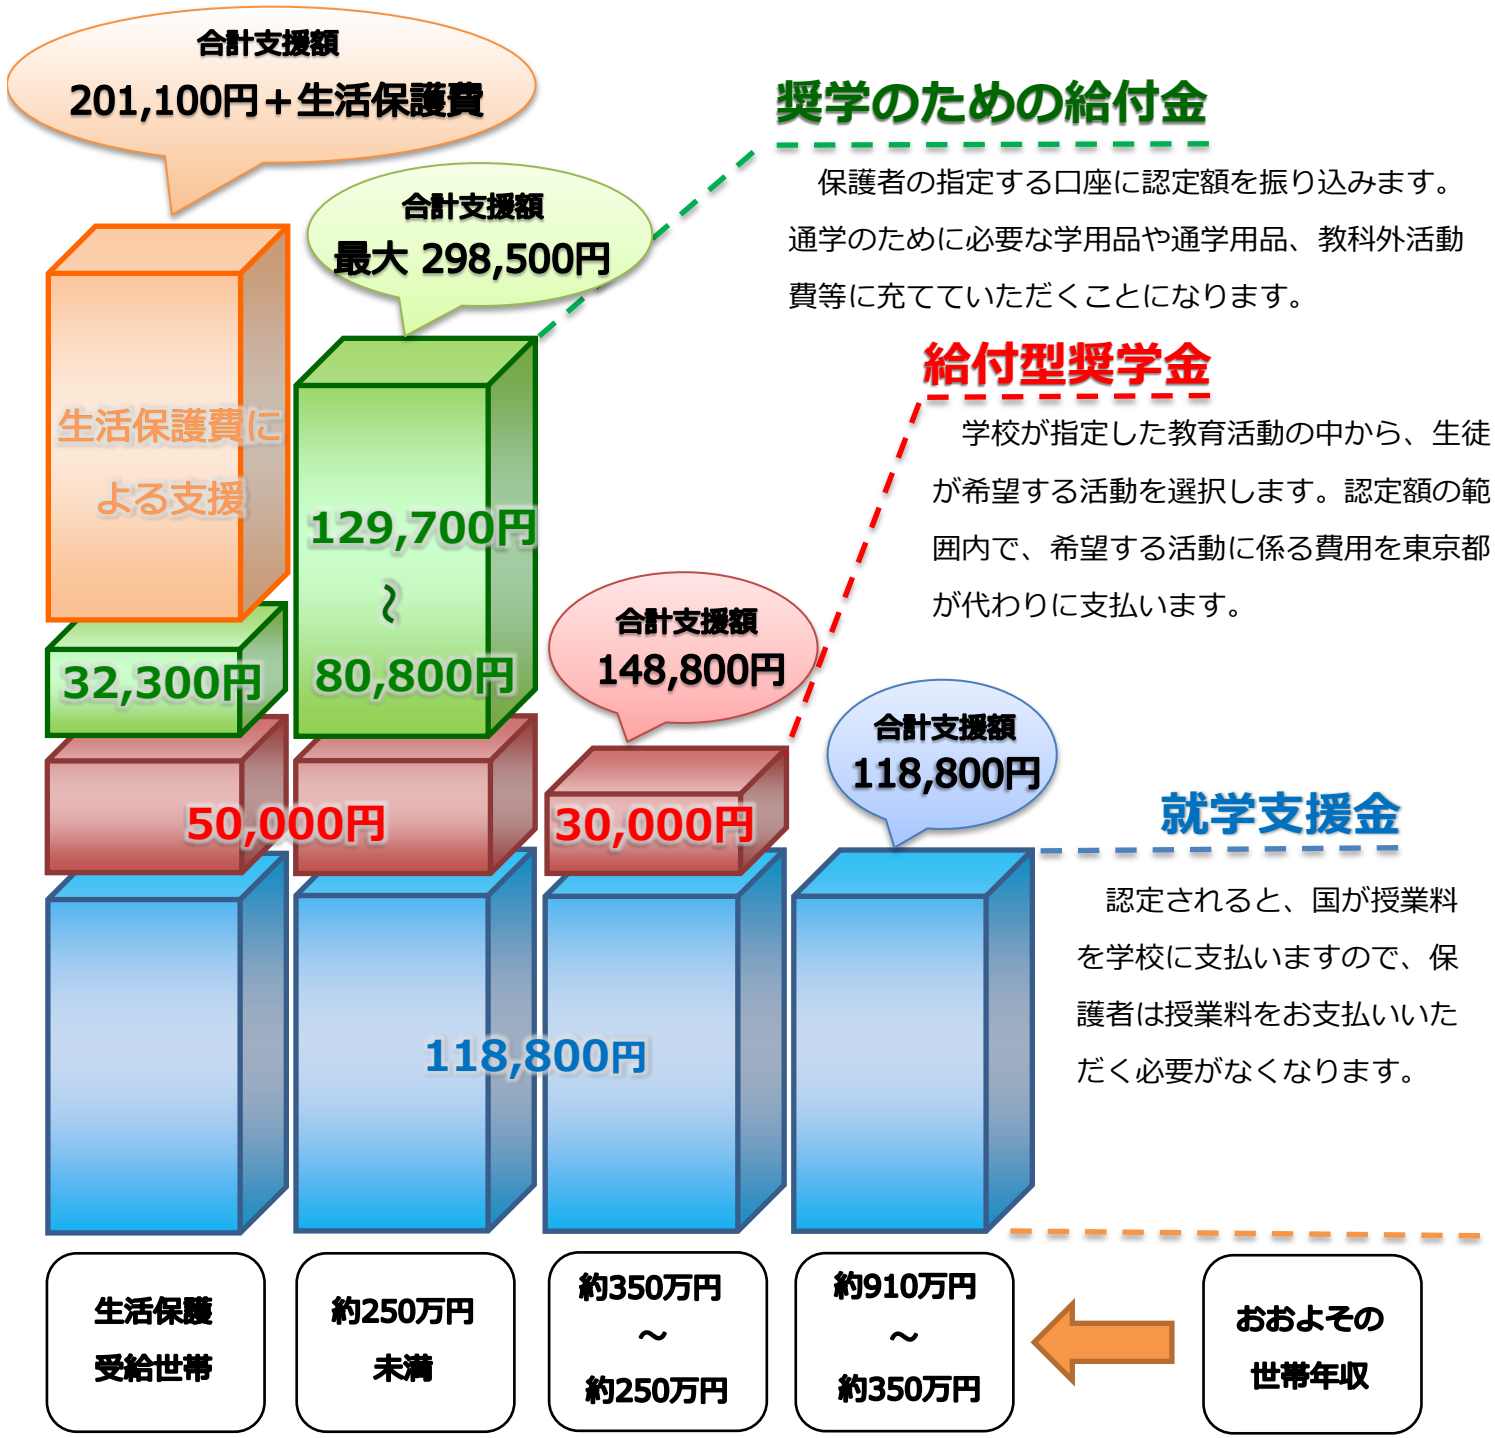 合計支援額
201,100円＋生活保護費
合計支援額
最大 298,500円
奨学のための給付金
保護者の指定する口座に認定額を振り込みます。
通学のために必要な学用品や通学用品、教科外活動
費等に充てていただくことになります。
給付型奨学金
学校が指定した教育活動の中から、生徒
が希望する活動を選択します。認定額の範
囲内で、希望する活動に係る費用を東京都
が代わりに支払います。
生活保護費に
よる支援
129,700円
～
80,800円
32,300円
合計支援額
148,800円
合計支援額
118,800円
50,000円
30,000円
就学支援金
認定されると、国が授業料
を学校に支払いますので、保
護者は授業料をお支払いいた
だく必要がなくなります。
118,800円
生活保護
受給世帯
約250万円
未満
約350万円
～
約250万円
約910万円
～
約350万円
おおよその
世帯年収